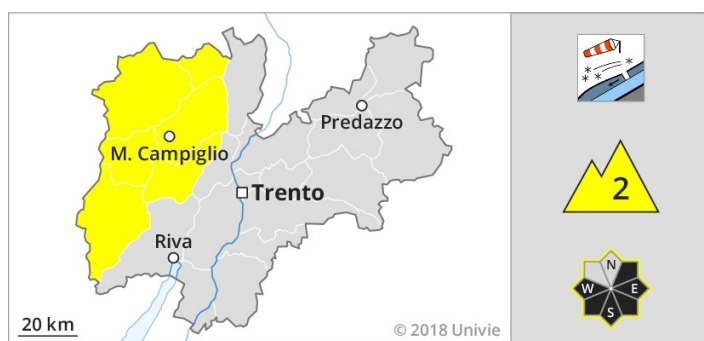 Predazzo
M. Campiglio
Trento
Riva
20 km
© 2018 Univie
2
N
W E
S